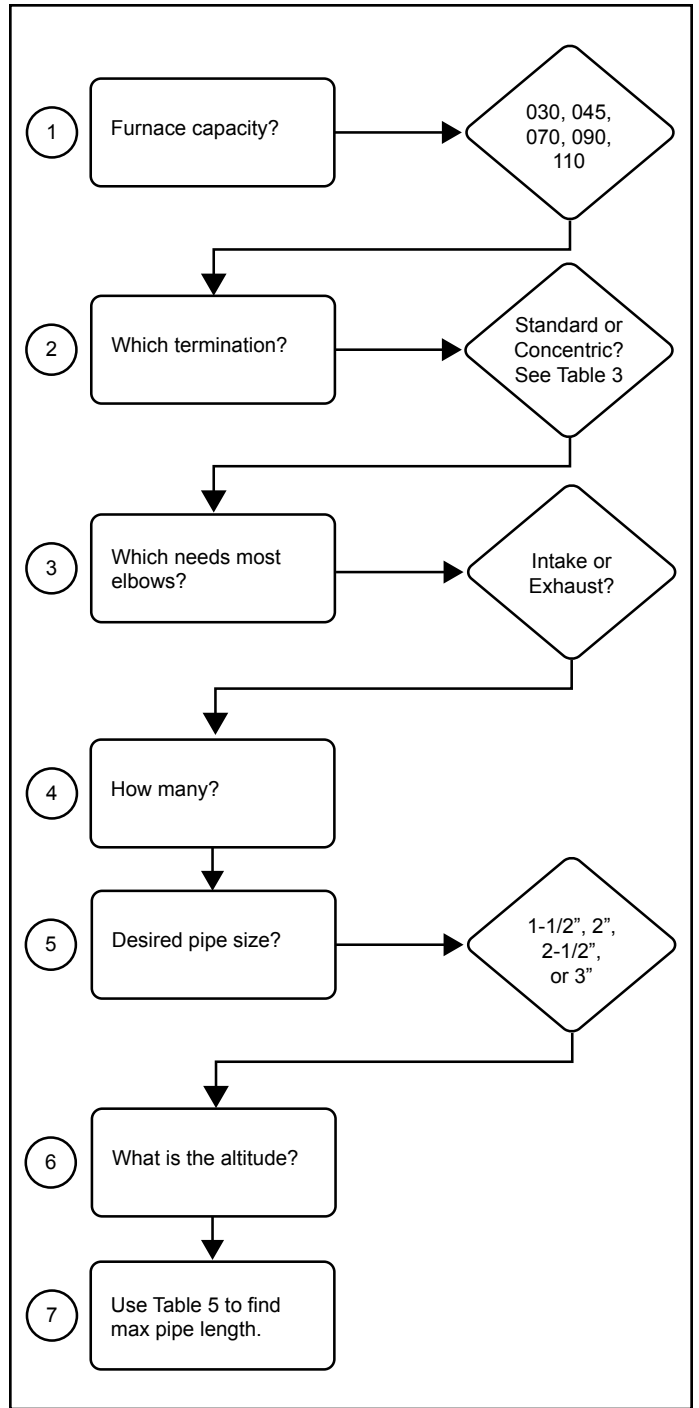 1
Furnace capacity?
030, 045,
070, 090,
110
2
Which termination?
Standard or
Concentric?
See Table 3
3
Which needs most
elbows?
Intake or
Exhaust?
4
How many?
5
Desired pipe size?
1-1/2”, 2”,
2-1/2”,
or 3”
6
What is the altitude?
7
Use Table 5 to find
max pipe length.